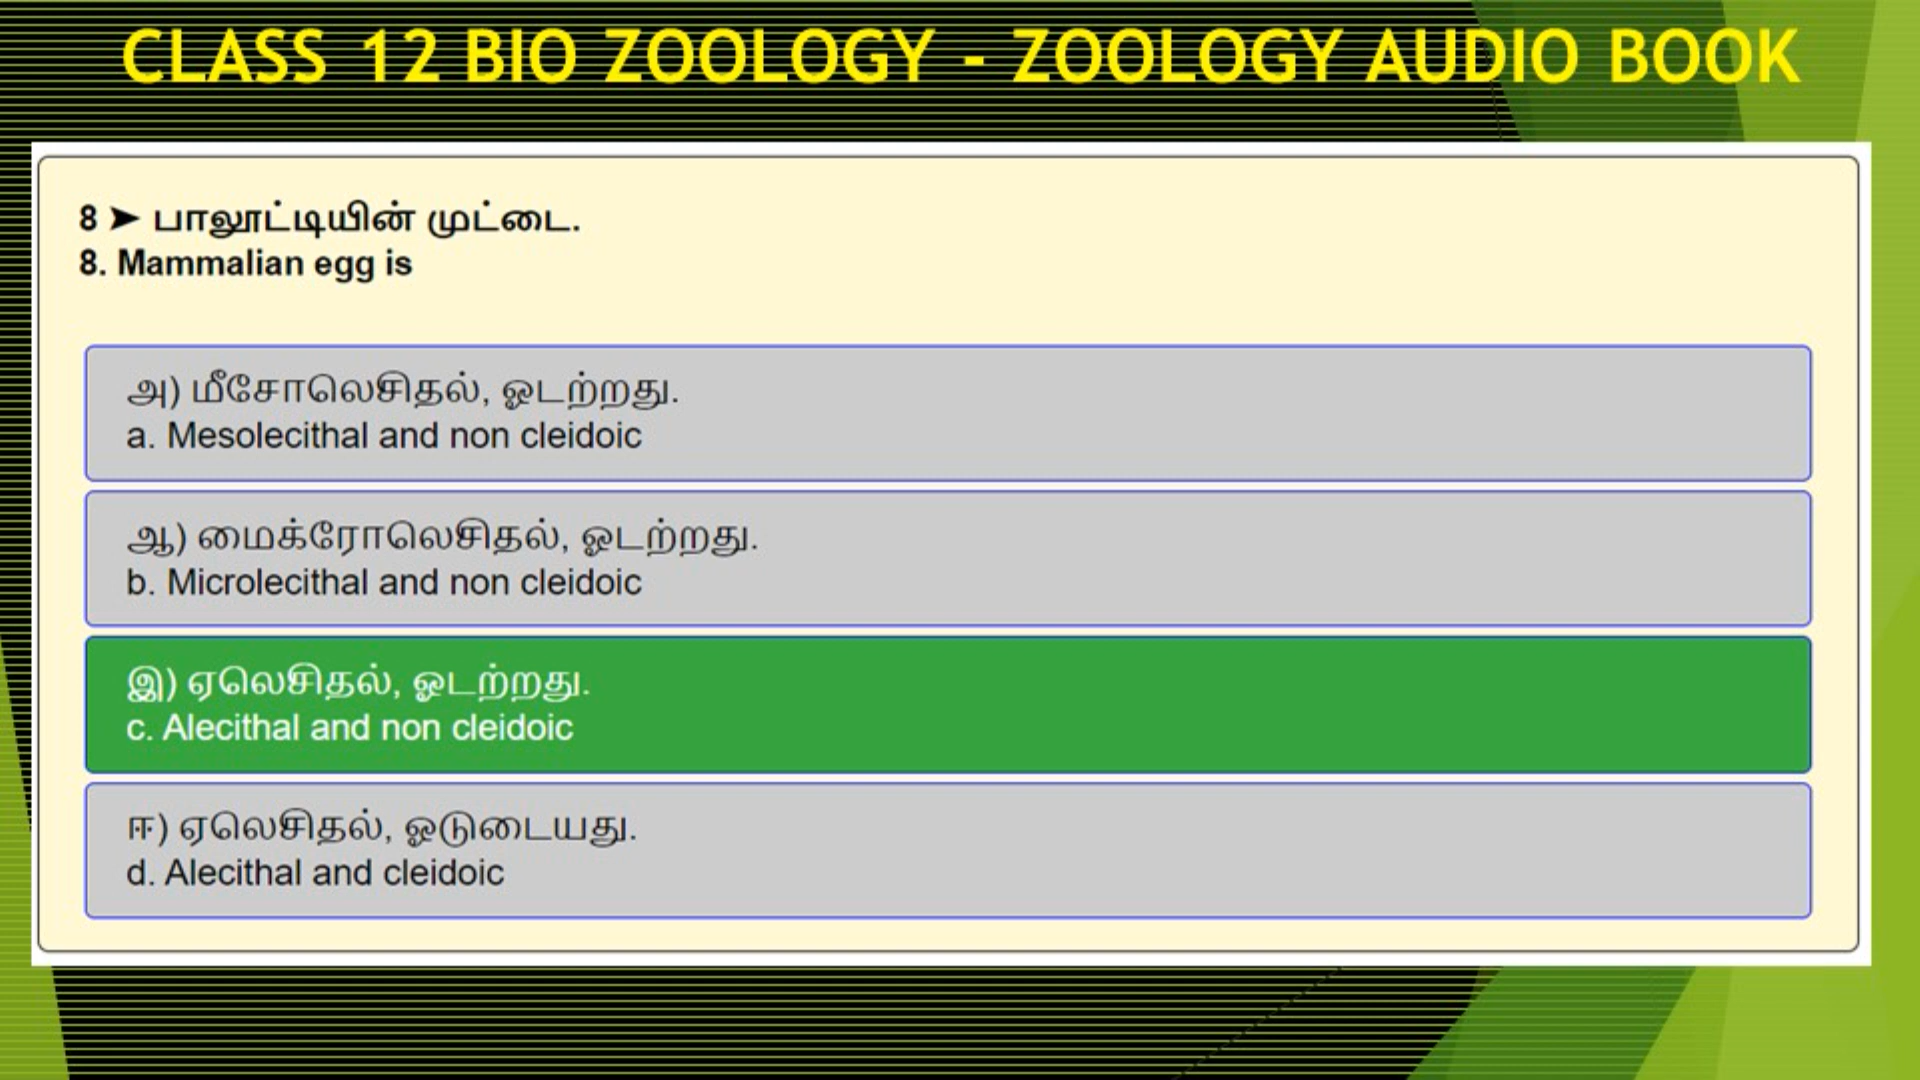 CLASS 12 BIO ZOOLOGY - ZOOLOGY AUDIO BOOK
8 ➤ பாலூட்டியின் முட்டை.
8. Mammalian egg is
அ) மீசோலெசிதல், ஓடற்றது.
a. Mesolecithal and non cleidoic
ஆ) மைக்ரோலெசிதல், ஓடற்றது.
b. Microlecithal and non cleidoic
இ) ஏலெசிதல், ஓடற்றது.
c. Alecithal and non cleidoic
ஈ) ஏலெசிதல், ஓடுடையது.
d. Alecithal and cleidoic